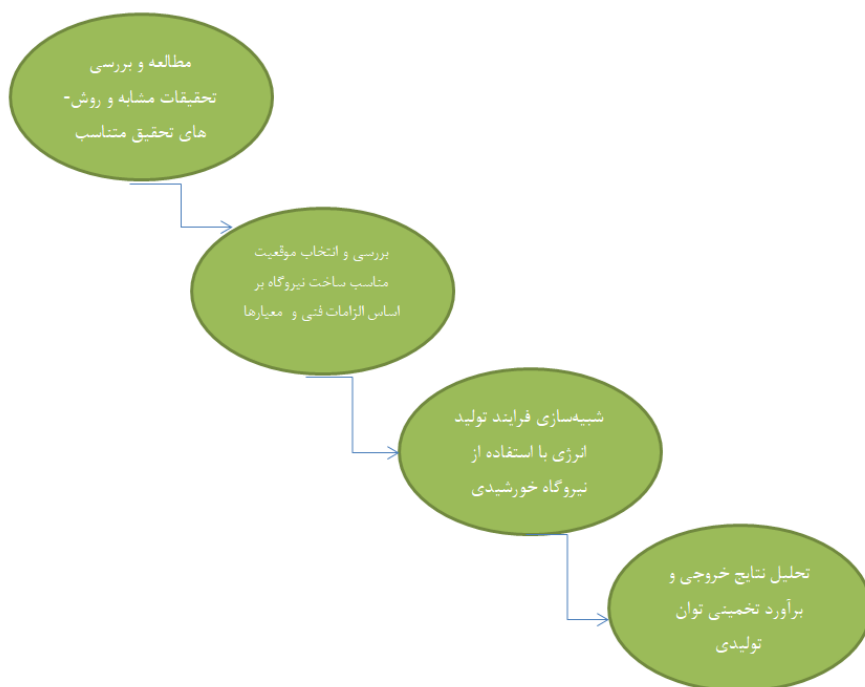 مطالعه و بررسی
تحقیقات مشابه و روش-
های تحقیق متناسب
بررسی و انتخاب موقعیت
مناسب ساخت نیروگاه بر
اساس الزامات فنی و معیارها
شبیه‌سازی فرایند تولید
انرژی با استفاده از
نیروگاه خورشیدی
تحلیل نتایج خروجی و
برآورد تخمینی توان
تولیدی